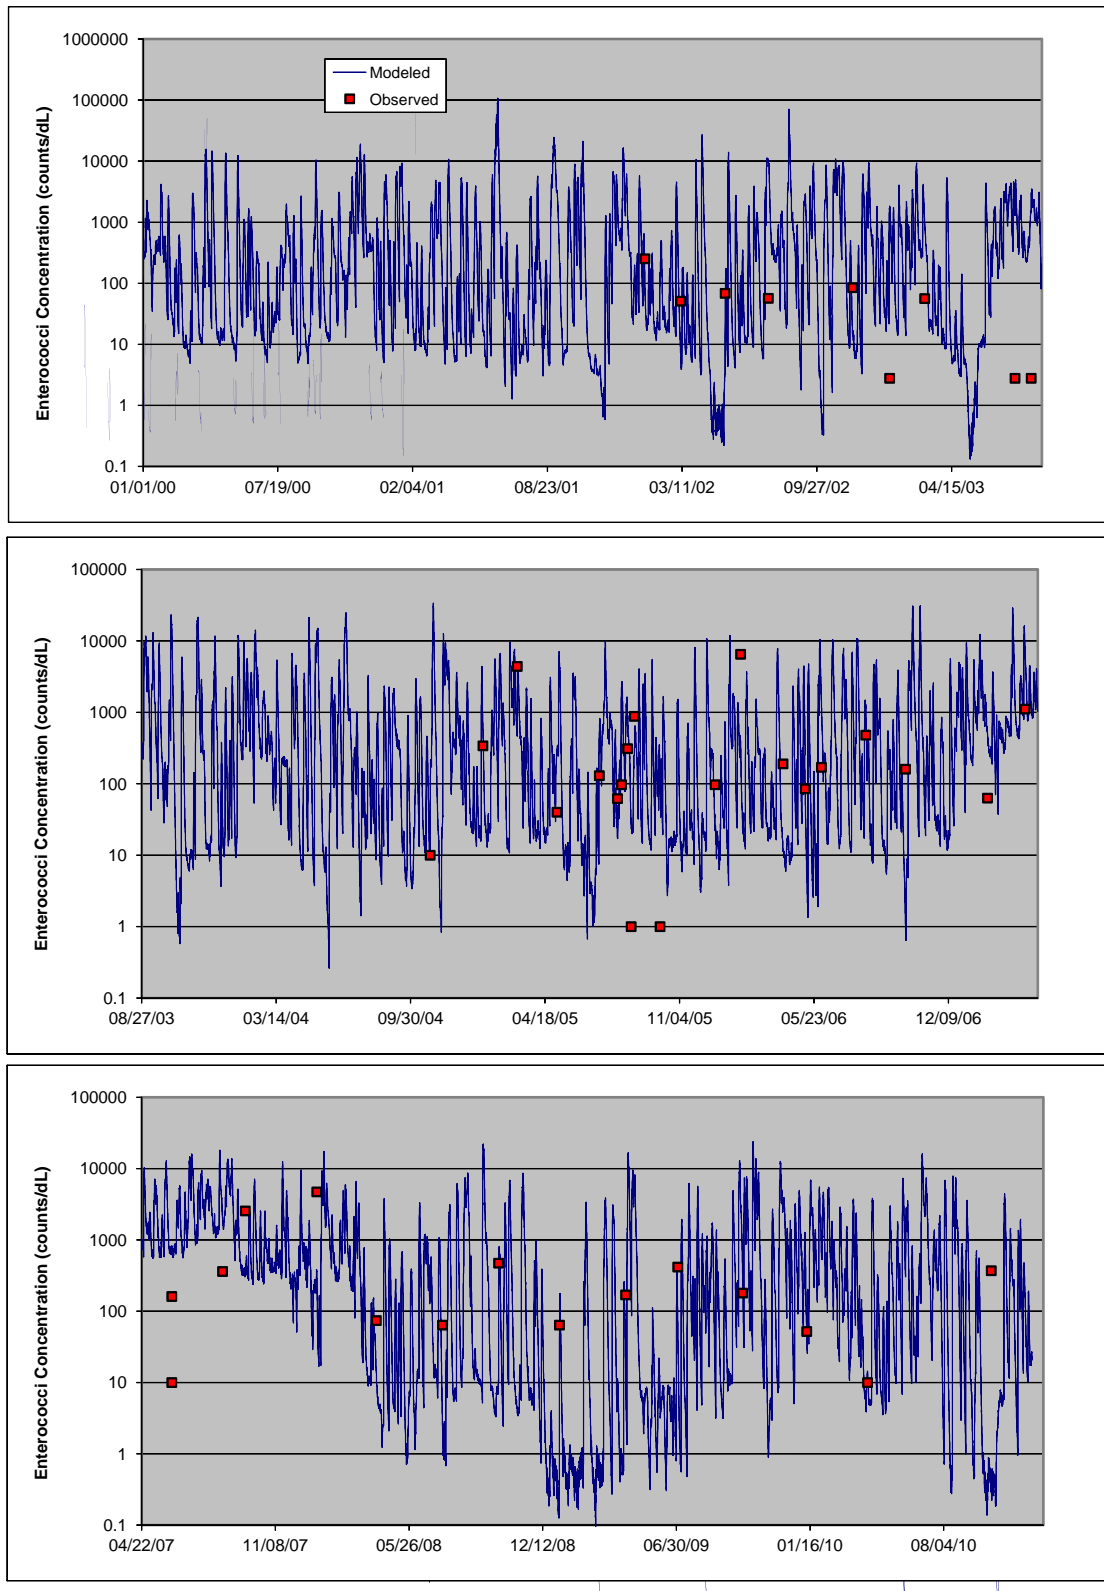 Enterococci Concentration (counts/dL)
1000000
100000
10000
1000
100
10
1
0.1
Modeled
Observed
01/01/00 07/19/00 02/04/01 08/23/01 03/11/02 09/27/02 04/15/03
Enterococci Concentration (counts/dL)
100000
10000
1000
100
10
1
0.1
08/27/03 03/14/04 09/30/04 04/18/05 11/04/05 05/23/06 12/09/06
Enterococci Concentration (counts/dL)
100000
10000
1000
100
10
1
0.1
04/22/07 11/08/07 05/26/08 12/12/08 06/30/09 01/16/10 08/04/10